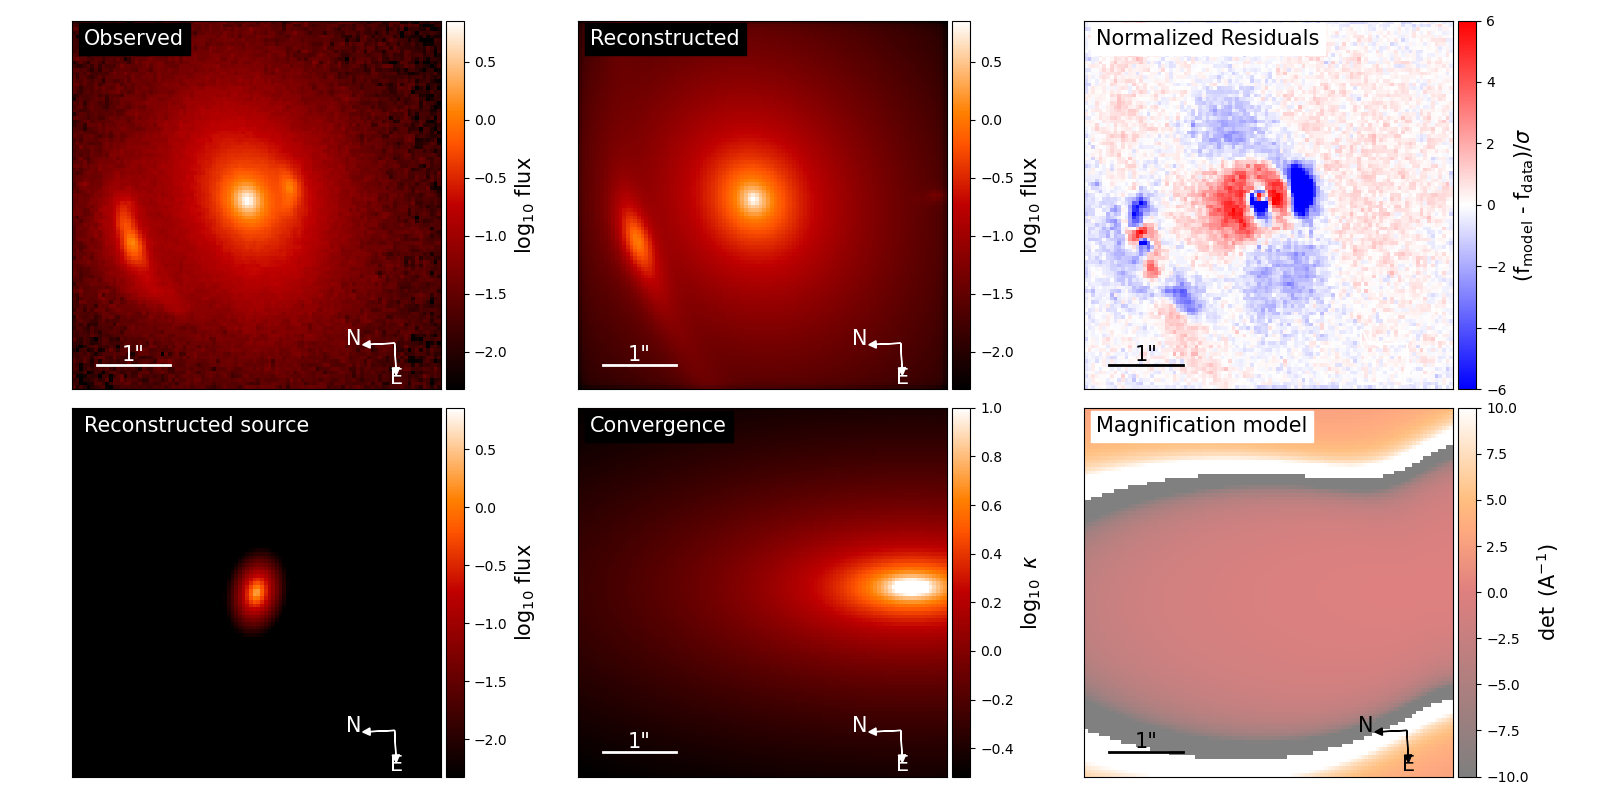 Observed
N
E
1"
0.5
0.0
−0.5
−1.0
−1.5
−2.0
log10 flux
Reconstructed
N
E
1"
0.5
0.0
−0.5
−1.0
−1.5
−2.0
log10 flux
Normalized Residuals
1"
6
4
2
0
−2
−4
−6
(fmodel - fdata)/σ
Reconstructed source
N
E
0.5
0.0
−0.5
−1.0
−1.5
−2.0
log10 flux
Convergence
N
E
1"
1.0
0.8
0.6
0.4
0.2
0.0
−0.2
−0.4
log10 κ
Magnification model
N
E
1"
10.0
7.5
5.0
2.5
0.0
−2.5
−5.0
−7.5
−10.0
det (A−1)